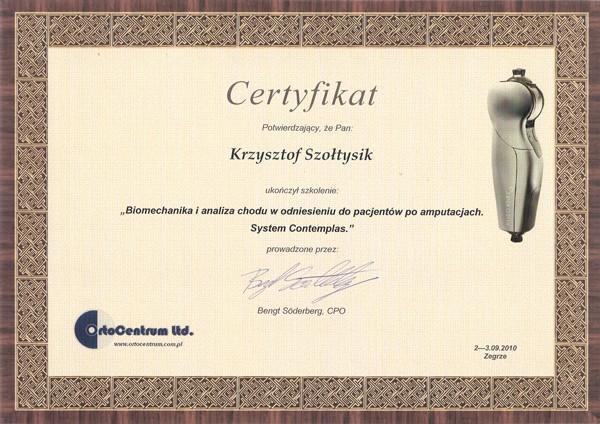 Certyfikat
Potwierdzający, że Pan:
Krzysztof Szołtysik
ukończył szkolenie:
„Biomechanika i analiza chodu w odniesieniu do pacjentów po amputacjach.
System Contemplas.”
prowadzone przez:
Bengt Söderberg, CPO
OrtoCentrum Ltd.
www.ortocentrum.com.pl
2—3.09.2010
Zegrze